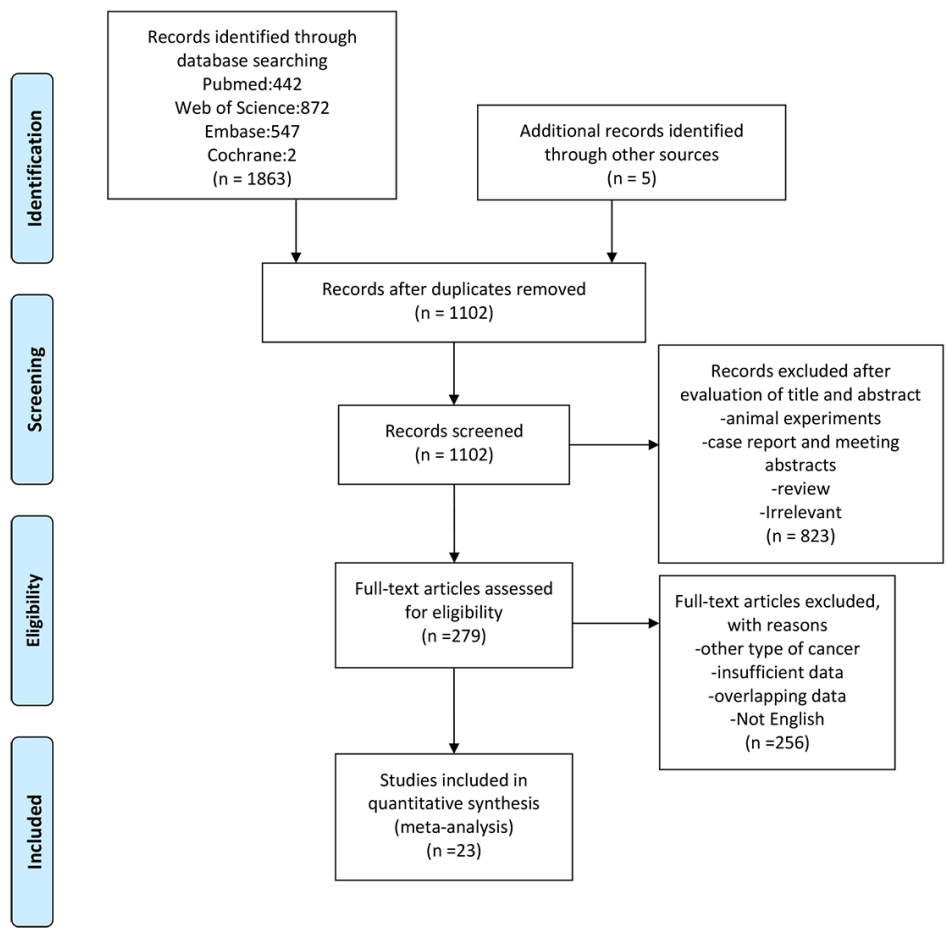 Identification
Records identified through
database searching
Pubmed:442
Web of Science:872
Embase:547
Cochrane:2
(n = 1863)
Additional records identified
through other sources
(n = 5)
Records after duplicates removed
(n = 1102)
Screening
Records screened
(n = 1102)
Records excluded after
evaluation of title and abstract
-animal experiments
-case report and meeting
abstracts
-review
-Irrelevant
(n = 823)
Eligibility
Full-text articles assessed
for eligibility
(n =279)
Full-text articles excluded,
with reasons
-other type of cancer
-insufficient data
-overlapping data
-Not English
(n =256)
Included
Studies included in
quantitative synthesis
(meta-analysis)
(n =23)